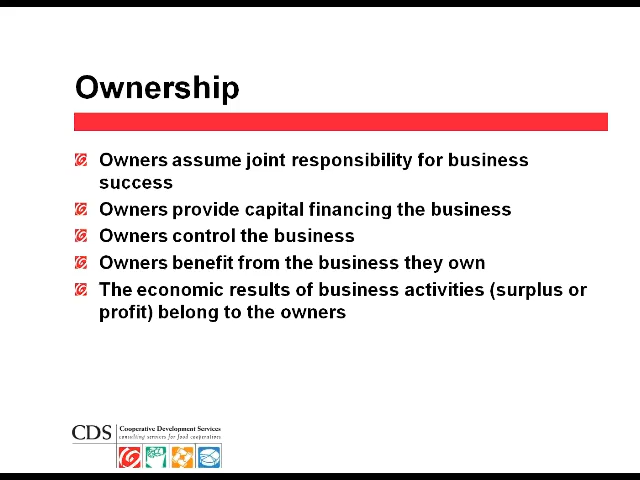 Ownership
Owners assume joint responsibility for business
success
Owners provide capital financing the business
Owners control the business
Owners benefit from the business they own
The economic results of business activities (surplus or
profit) belong to the owners
CDS
Cooperative Development Services
consulting services for food cooperatives